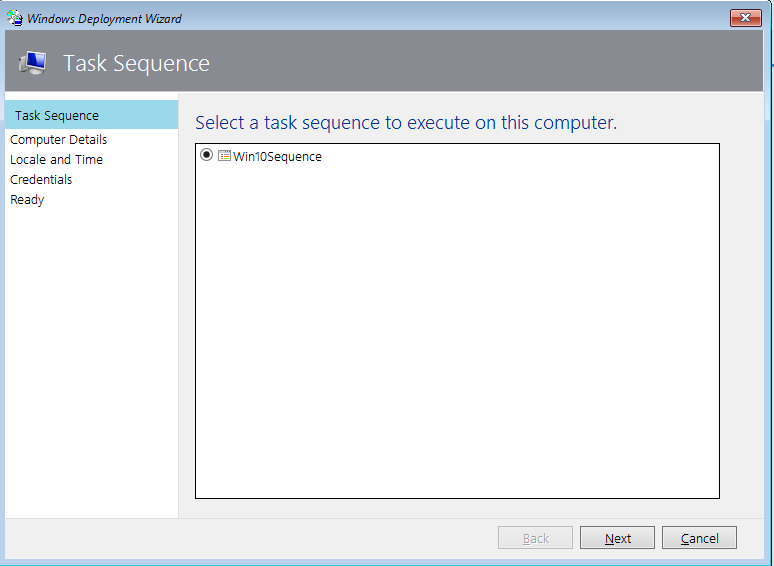 Windows Deployment Wizard
Task Sequence
Task Sequence
Computer Details
Locale and Time
Credentials
Ready
Select a task sequence to execute on this computer.
Win10Sequence
Back
Next
Cancel